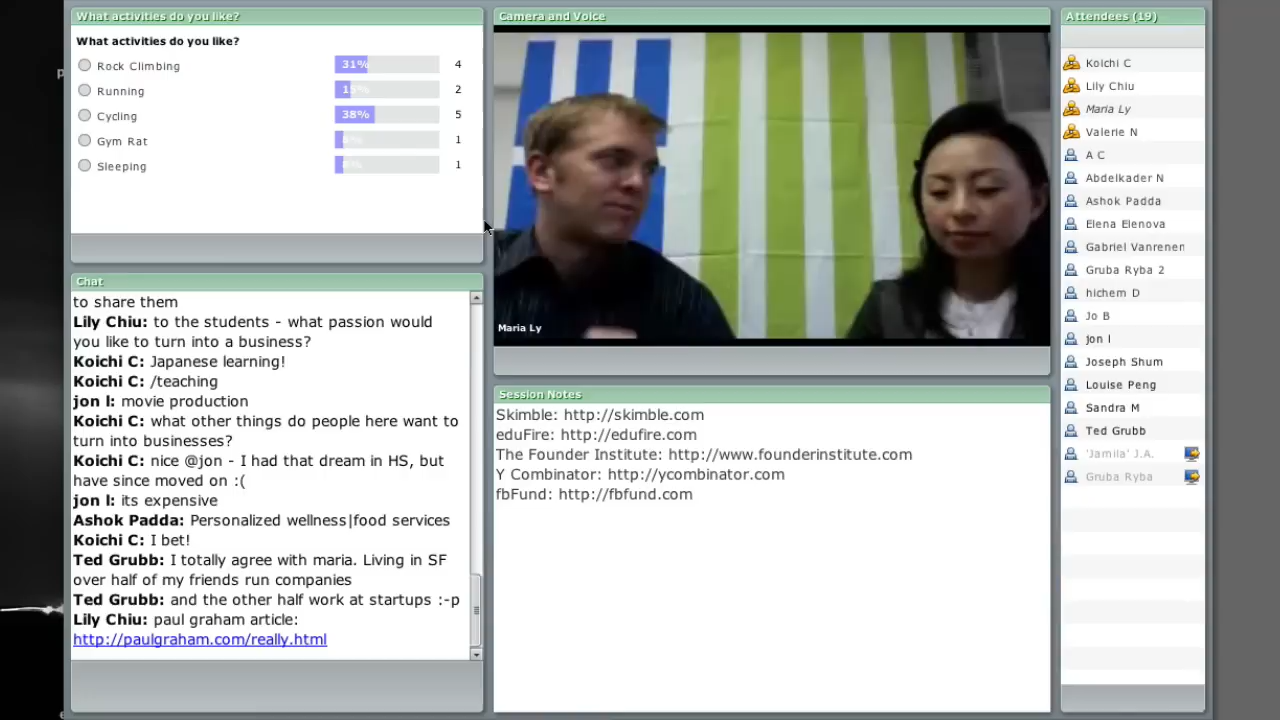 What activities do you like?
What activities do you like?
Rock Climbing 31% 4
Running 15% 2
Cycling 38% 5
Gym Rat 1
Sleeping 1
Chat
to share them
Lily Chiu: to the students - what passion would
you like to turn into a business?
Koichi C: Japanese learning!
Koichi C: /teaching
jon l: movie production
Koichi C: what other things do people here want to
turn into businesses?
Koichi C: nice @jon - I had that dream in HS, but
have since moved on :(
jon l: its expensive
Ashok Padda: Personalized wellness|food services
Koichi C: I bet!
Ted Grubb: I totally agree with maria. Living in SF
over half of my friends run companies
Ted Grubb: and the other half work at startups :-p
Lily Chiu: paul graham article:
http://paulgraham.com/really.html
Camera and Voice
Maria Ly
Session Notes
Skimble: http://skimble.com
eduFire: http://edufire.com
The Founder Institute: http://www.founderinstitute.com
Y Combinator: http://ycombinator.com
fbFund: http://fbfund.com
Attendees (19)
Koichi C
Lily Chiu
Maria Ly
Valerie N
A C
Abdelkader N
Ashok Padda
Elena Elenova
Gabriel Vanrenen
Gruba Ryba 2
hichem D
Jo B
jon l
Joseph Shum
Louise Peng
Sandra M
Ted Grubb
'Jamila' J.A.
Gruba Ryba